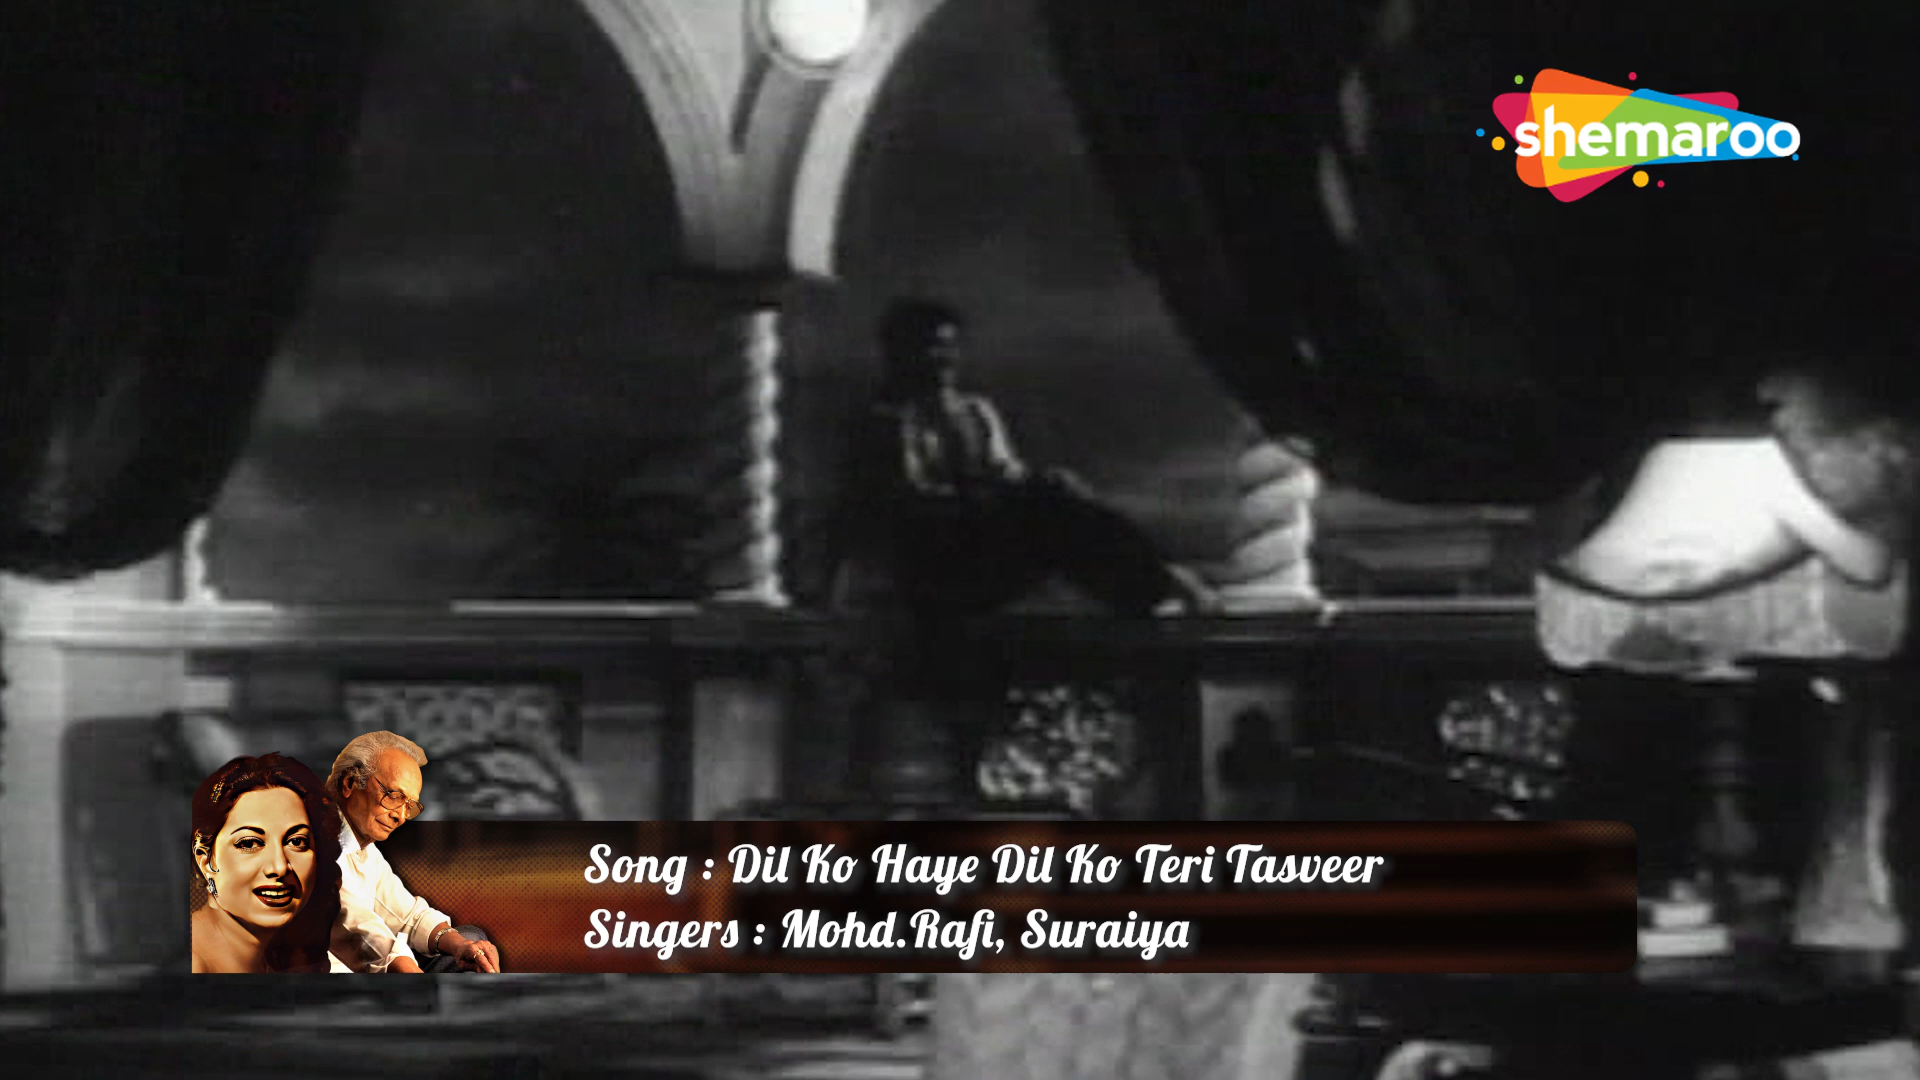 shemaroo
Song : Dil Ko Haye Dil Ko Teri Tasveer
Singers : Mohd.Rafi, Suraiya